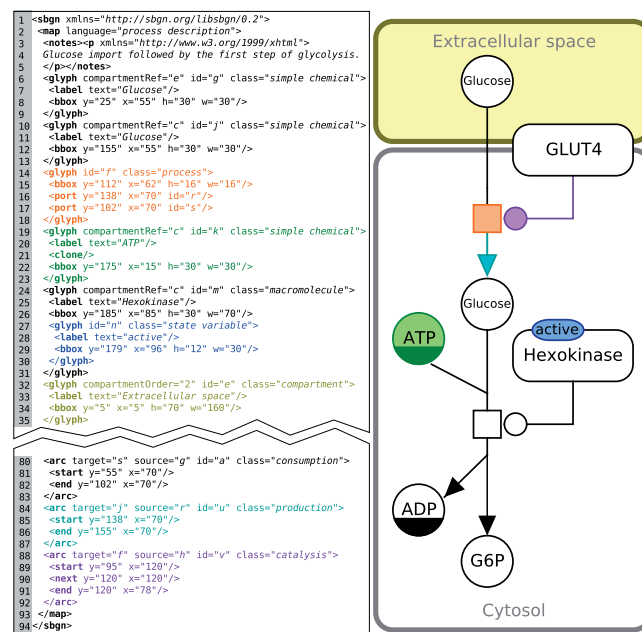 1 <sbgn xmlns="http://sbgn.org/libsbgn/0.2">
2 <map language="process description">
3 <notes><p xmlns="http://www.w3.org/1999/xhtml">
4 Glucose import followed by the first step of glycolysis.
5 </p></notes>
6 <glyph compartmentRef="e" id="g" class="simple chemical">
7 <label text="Glucose"/>
8 <bbox y="25" x="55" h="30" w="30"/>
9 </glyph>
10 <glyph compartmentRef="c" id="j" class="simple chemical">
11 <label text="Glucose"/>
12 <bbox y="155" x="55" h="30" w="30"/>
13 </glyph>
14 <glyph id="f" class="process">
15 <bbox y="112" x="62" h="16" w="16"/>
16 <port y="138" x="70" id="r"/>
17 <port y="102" x="70" id="s"/>
18 </glyph>
19 <glyph compartmentRef="c" id="k" class="simple chemical">
20 <label text="ATP"/>
21 <clone/>
22 <bbox y="175" x="15" h="30" w="30"/>
23 </glyph>
24 <glyph compartmentRef="c" id="m" class="macromolecule">
25 <label text="Hexokinase"/>
26 <bbox y="185" x="85" h="30" w="70"/>
27 <glyph id="n" class="state variable">
28 <label text="active"/>
29 <bbox y="179" x="96" h="12" w="30"/>
30 </glyph>
31 </glyph>
32 <glyph compartmentOrder="2" id="e" class="compartment">
33 <label text="Extracellular space"/>
34 <bbox y="5" x="5" h="70" w="160"/>
35 </glyph>
80 <arc target="s" source="g" id="a" class="consumption">
81 <start y="55" x="70"/>
82 <end y="102" x="70"/>
83 </arc>
84 <arc target="j" source="r" id="u" class="production">
85 <start y="138" x="70"/>
86 <end y="155" x="70"/>
87 </arc>
88 <arc target="f" source="h" id="v" class="catalysis">
89 <start y="95" x="120"/>
90 <next y="120" x="120"/>
91 <end y="120" x="78"/>
92 </arc>
93 </map>
94 </sbgn>
Extracellular space
Glucose
GLUT4
Glucose
ATP
active
Hexokinase
ADP
G6P
Cytosol